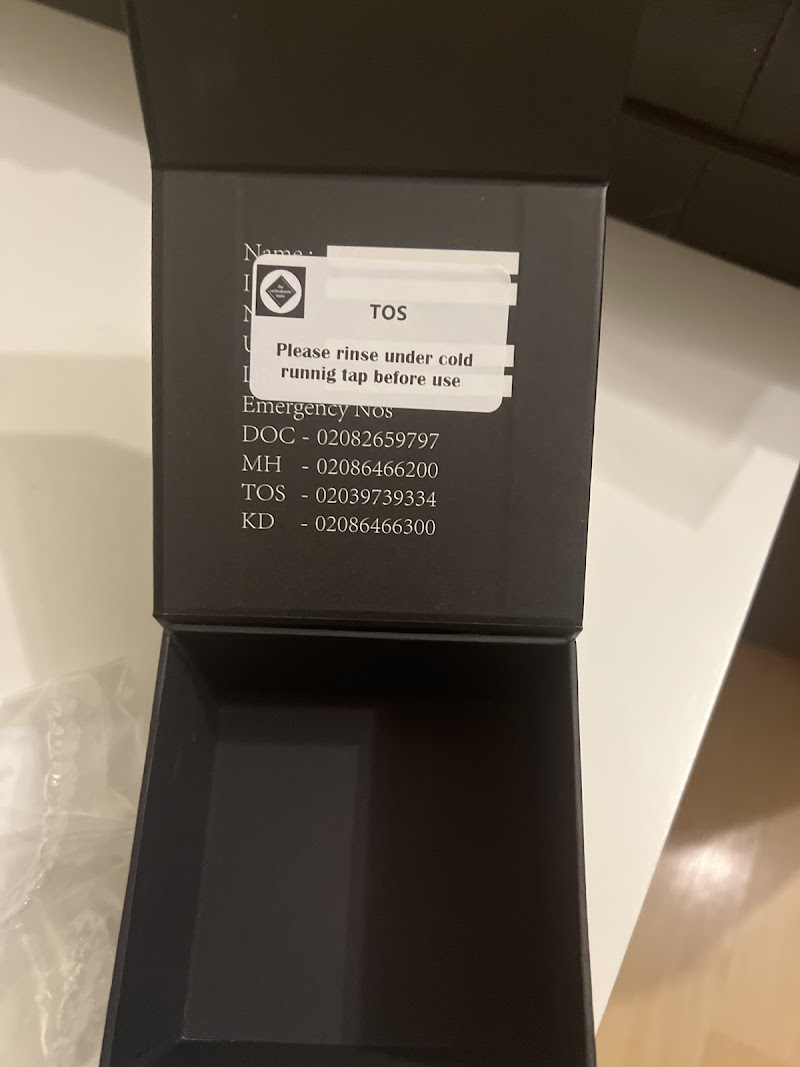 Name :
I
N
U
L
TOS
Please rinse under cold
runnig tap before use
Emergency Nos
DOC - 02082659797
MH - 02086466200
TOS - 02039739334
KD - 02086466300